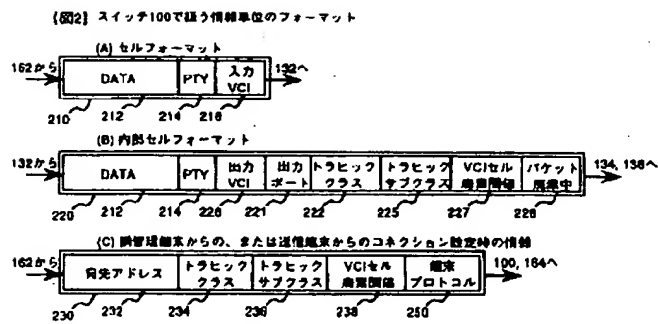 【図2】 スイッチ100で扱う情報単位のフォーマット
(A) セルフォーマット
162から DATA PTY 入力VCI 132へ
210 212 214 216
(B) 内部セルフォーマット
132から DATA PTY 出力VCI 出力ポート トラヒッククラス トラヒックサブクラス VCIセル廃棄閾値 パケット廃棄中 134, 136へ
220 212 214 226 221 222 225 227 228
(C) 網管理端末からの、または送信端末からのコネクション設定時の情報
162から 宛先アドレス トラヒッククラス トラヒックサブクラス VCIセル廃棄閾値 端末プロトコル 100, 164へ
230 232 234 236 238 250